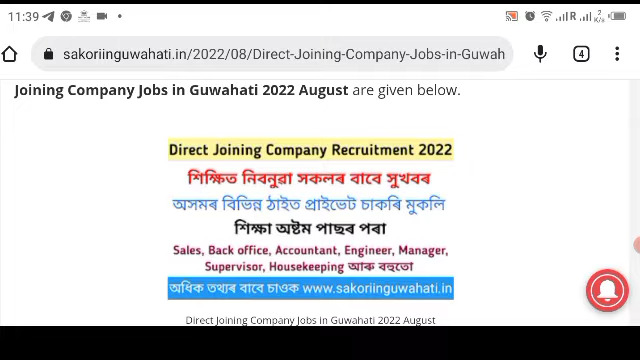 11:39
R 2 K/s
sakoriinguwahati.in/2022/08/Direct-Joining-Company-Jobs-in-Guwah
4
Joining Company Jobs in Guwahati 2022 August are given below.
Direct Joining Company Recruitment 2022
শিক্ষিত নিবনুৱা সকলৰ বাবে সুখবৰ
অসমৰ বিভিন্ন ঠাইত প্ৰাইভেট চাকৰি মুকলি
শিক্ষা অষ্টম পাছৰ পৰা
Sales, Back office, Accountant, Engineer, Manager,
Supervisor, Housekeeping আৰু বহুতো
অধিক তথ্যৰ বাবে চাওক www.sakoriinguwahati.in
Direct Joining Company Jobs in Guwahati 2022 August